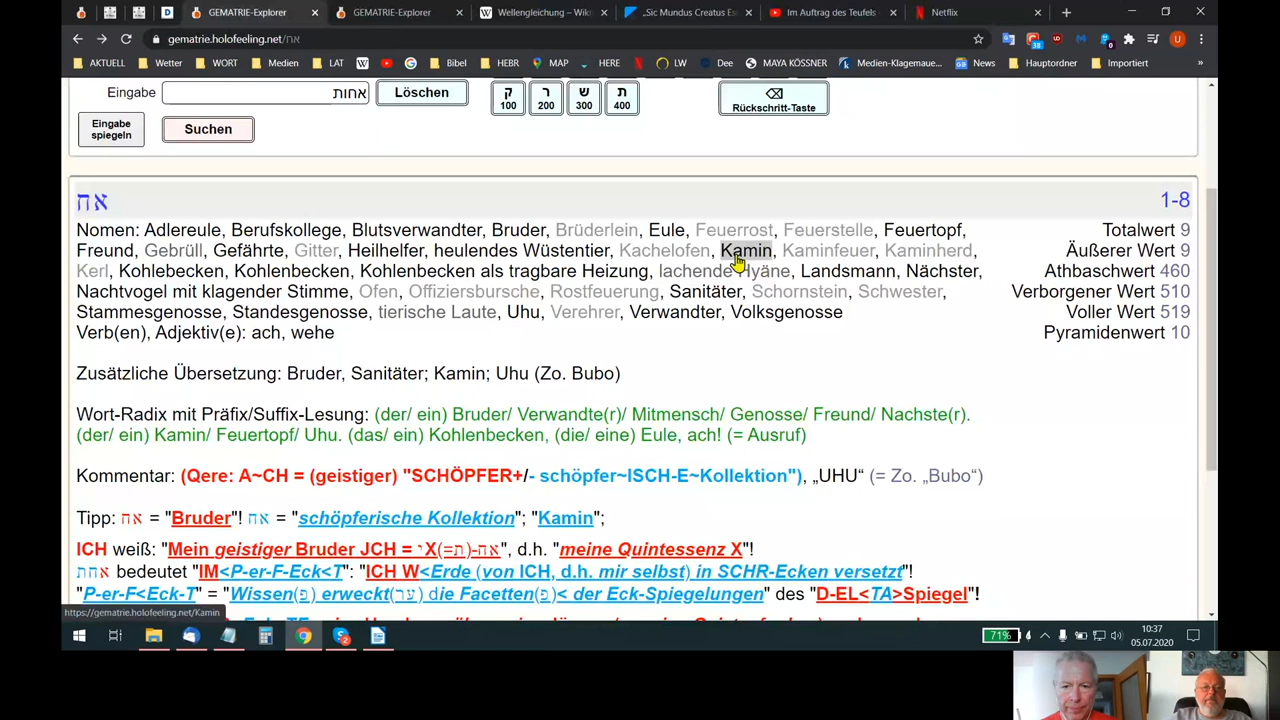 GEMATRIE-Explorer
GEMATRIE-Explorer
Wellengleichung – Wiki
„Sic Mundus Creatus Es
Im Auftrag des Teufels
Netflix
gematrie.holofeeling.net/אח
AKTUELL Wetter WORT Medien LAT Bibel HEBR MAP HERE LW Dee MAYA KÖSSNER Medien-Klagemaue... News Hauptordner Importiert
Eingabe אחות Löschen
ק ר ש ת
100 200 300 400
Rückschritt-Taste
Eingabe spiegeln
Suchen
אח 1-8
Nomen: Adlereule, Berufskollege, Blutsverwandter, Bruder, Brüderlein, Eule, Feuerrost, Feuerstelle, Feuertopf, Totalwert 9
Freund, Gebrüll, Gefährte, Gitter, Heilhelfer, heulendes Wüstentier, Kachelofen, Kamin, Kaminfeuer, Kaminherd, Äußerer Wert 9
Kerl, Kohlebecken, Kohlenbecken, Kohlenbecken als tragbare Heizung, lachende Hyäne, Landsmann, Nächster, Athbaschwert 460
Nachtvogel mit klagender Stimme, Ofen, Offiziersbursche, Rostfeuerung, Sanitäter, Schornstein, Schwester, Verborgener Wert 510
Stammesgenosse, Standesgenosse, tierische Laute, Uhu, Verehrer, Verwandter, Volksgenosse Voller Wert 519
Verb(en), Adjektiv(e): ach, wehe Pyramidenwert 10
Zusätzliche Übersetzung: Bruder, Sanitäter; Kamin; Uhu (Zo. Bubo)
Wort-Radix mit Präfix/Suffix-Lesung: (der/ ein) Bruder/ Verwandte(r)/ Mitmensch/ Genosse/ Freund/ Nachste(r).
(der/ ein) Kamin/ Feuertopf/ Uhu. (das/ ein) Kohlenbecken, (die/ eine) Eule, ach! (= Ausruf)
Kommentar: (Qere: A~CH = (geistiger) "SCHÖPFER+/- schöpfer~ISCH-E~Kollektion"), „UHU“ (= Zo. „Bubo“)
Tipp: אח = "Bruder"! אח = "schöpferische Kollektion"; "Kamin";
ICH weiß: "Mein geistiger Bruder JCH = אח-(ת=)Xי", d.h. "meine Quintessenz X"!
אחת bedeutet "IM<P-er-F-Eck<T": "ICH W<Erde (von ICH, d.h. mir selbst) in SCHR-Ecken versetzt"!
"P-er-F<Eck-T" = "Wissen(פ) erweckt(ער) die Facetten(פ)< der Eck-Spiegelungen" des "D-EL<TA>Spiegel"!
https://gematrie.holofeeling.net/Kamin
71%
10:37
05.07.2020